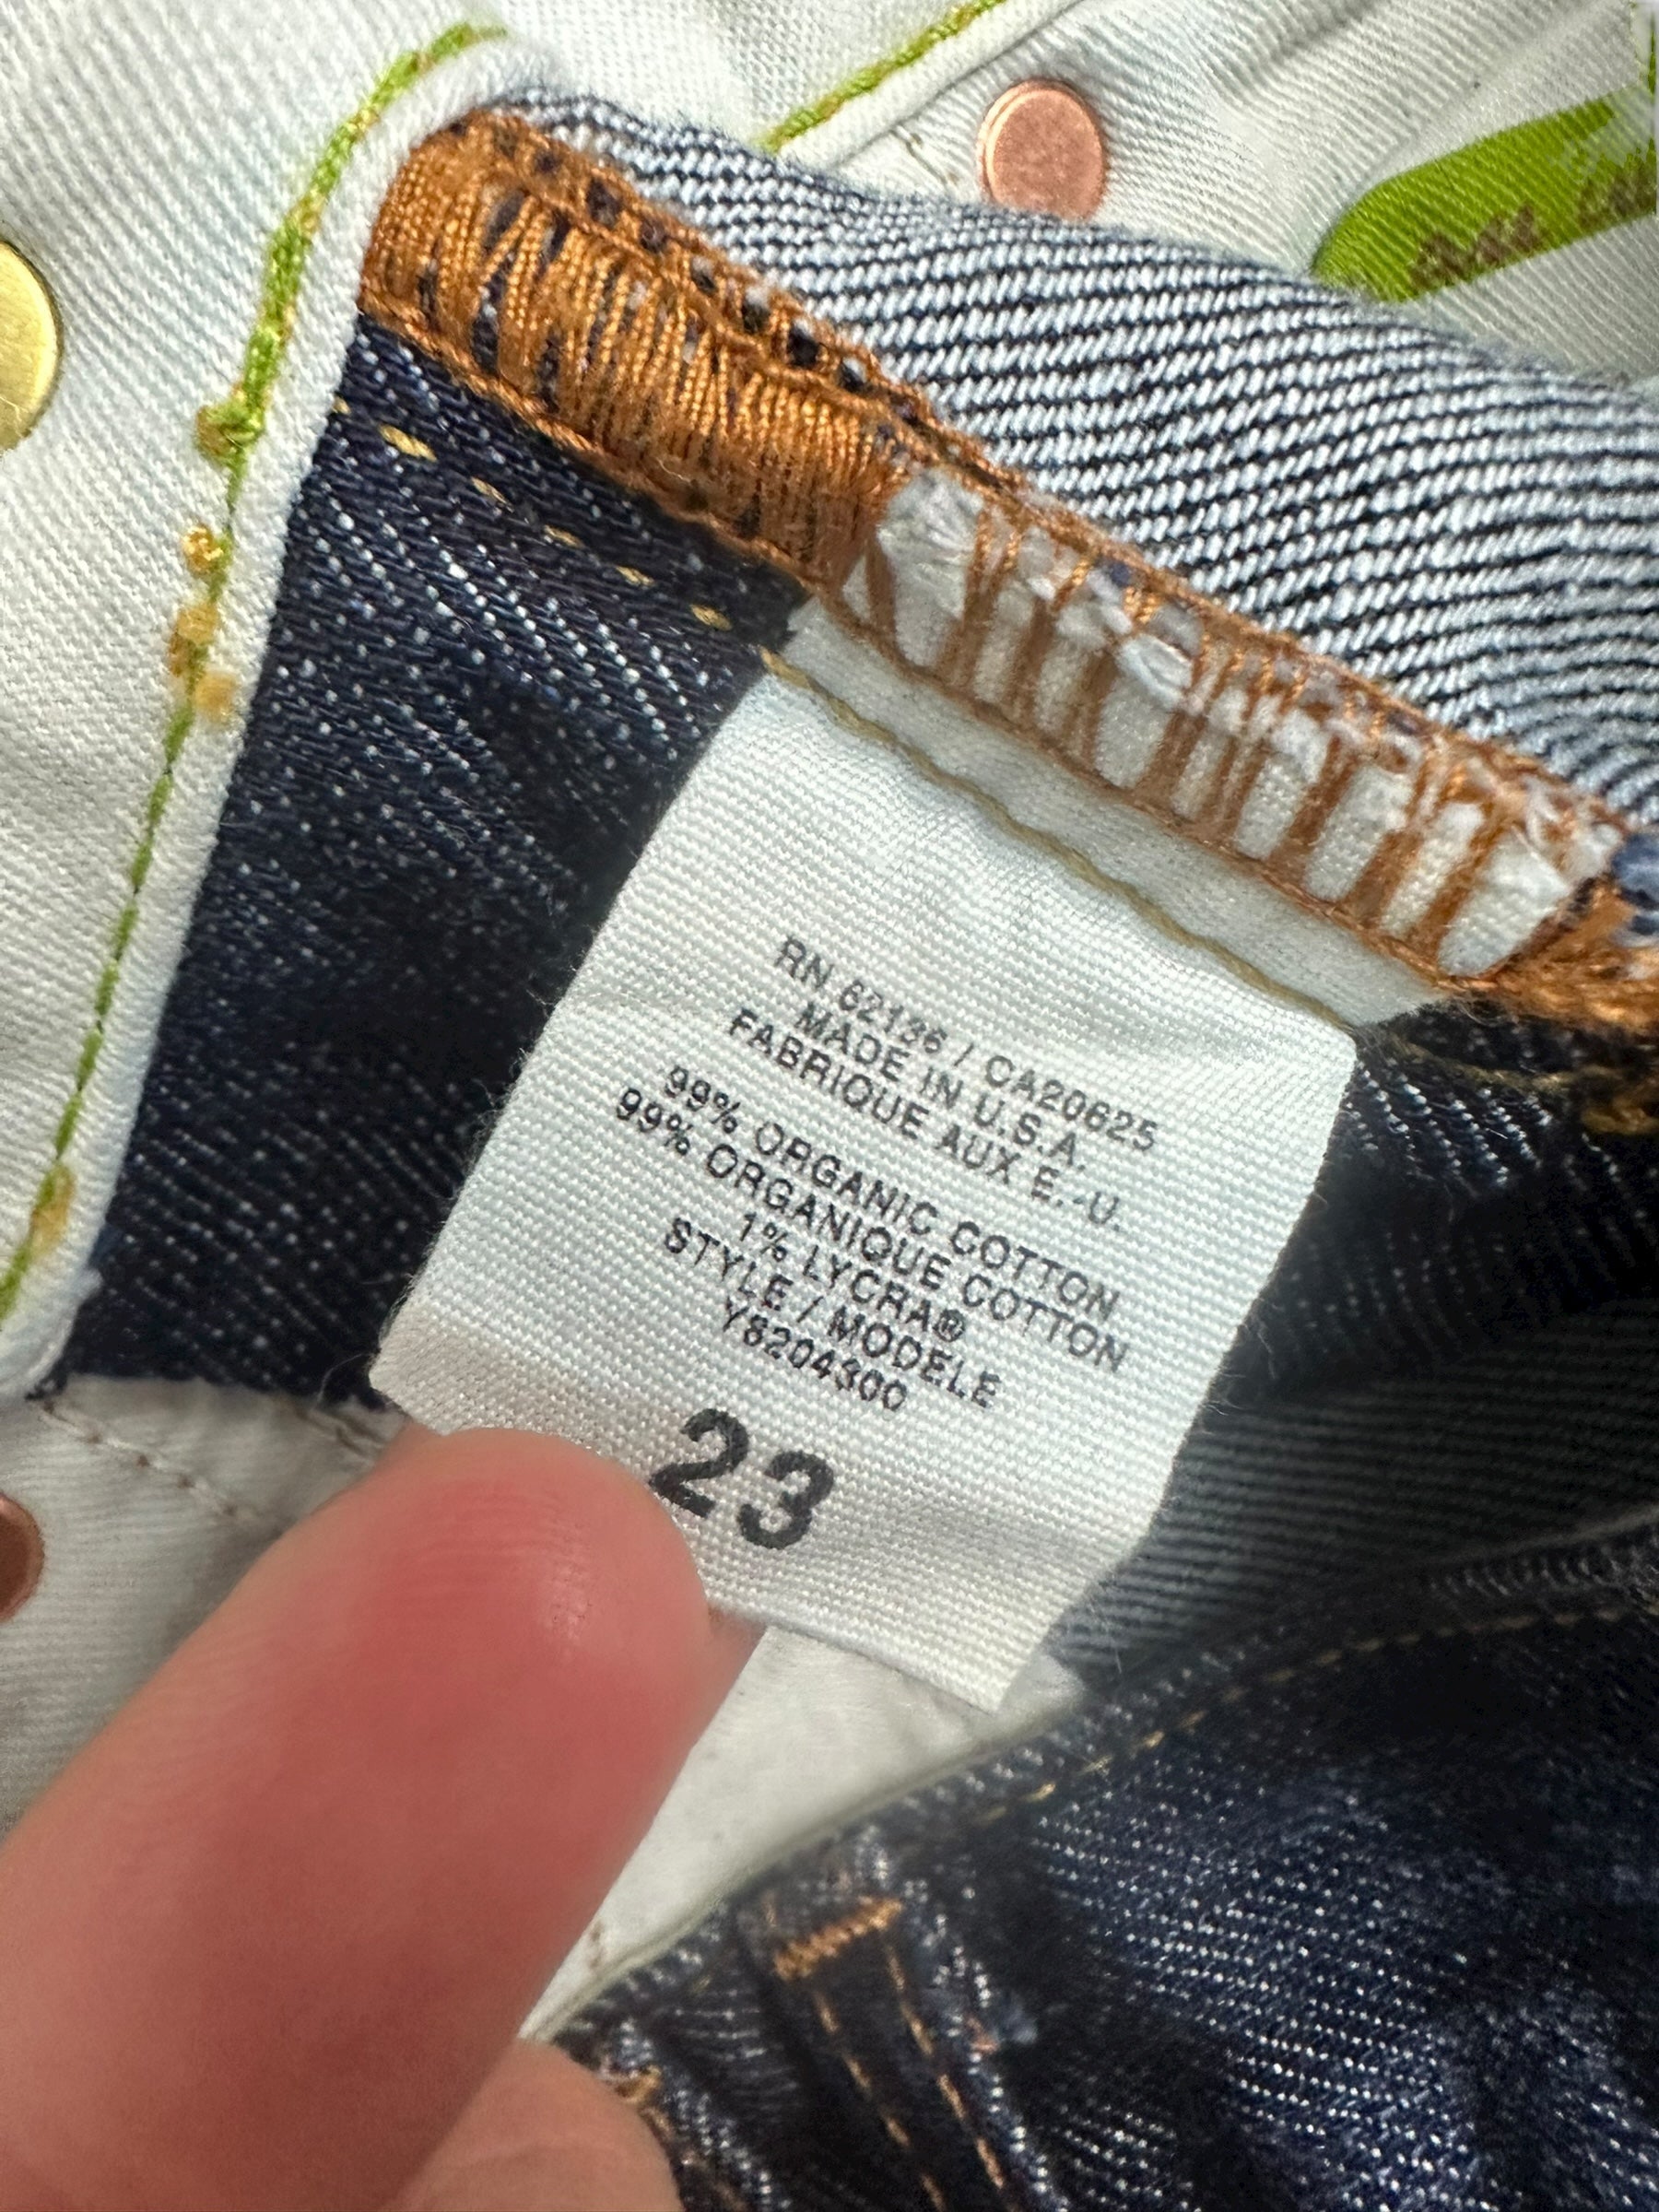 RN 62136 / CA20625
MADE IN U.S.A.
FABRIQUE AUX E.-U.
99% ORGANIC COTTON
99% ORGANIQUE COTTON
1% LYCRA®
STYLE / MODELE
Y8204300
23